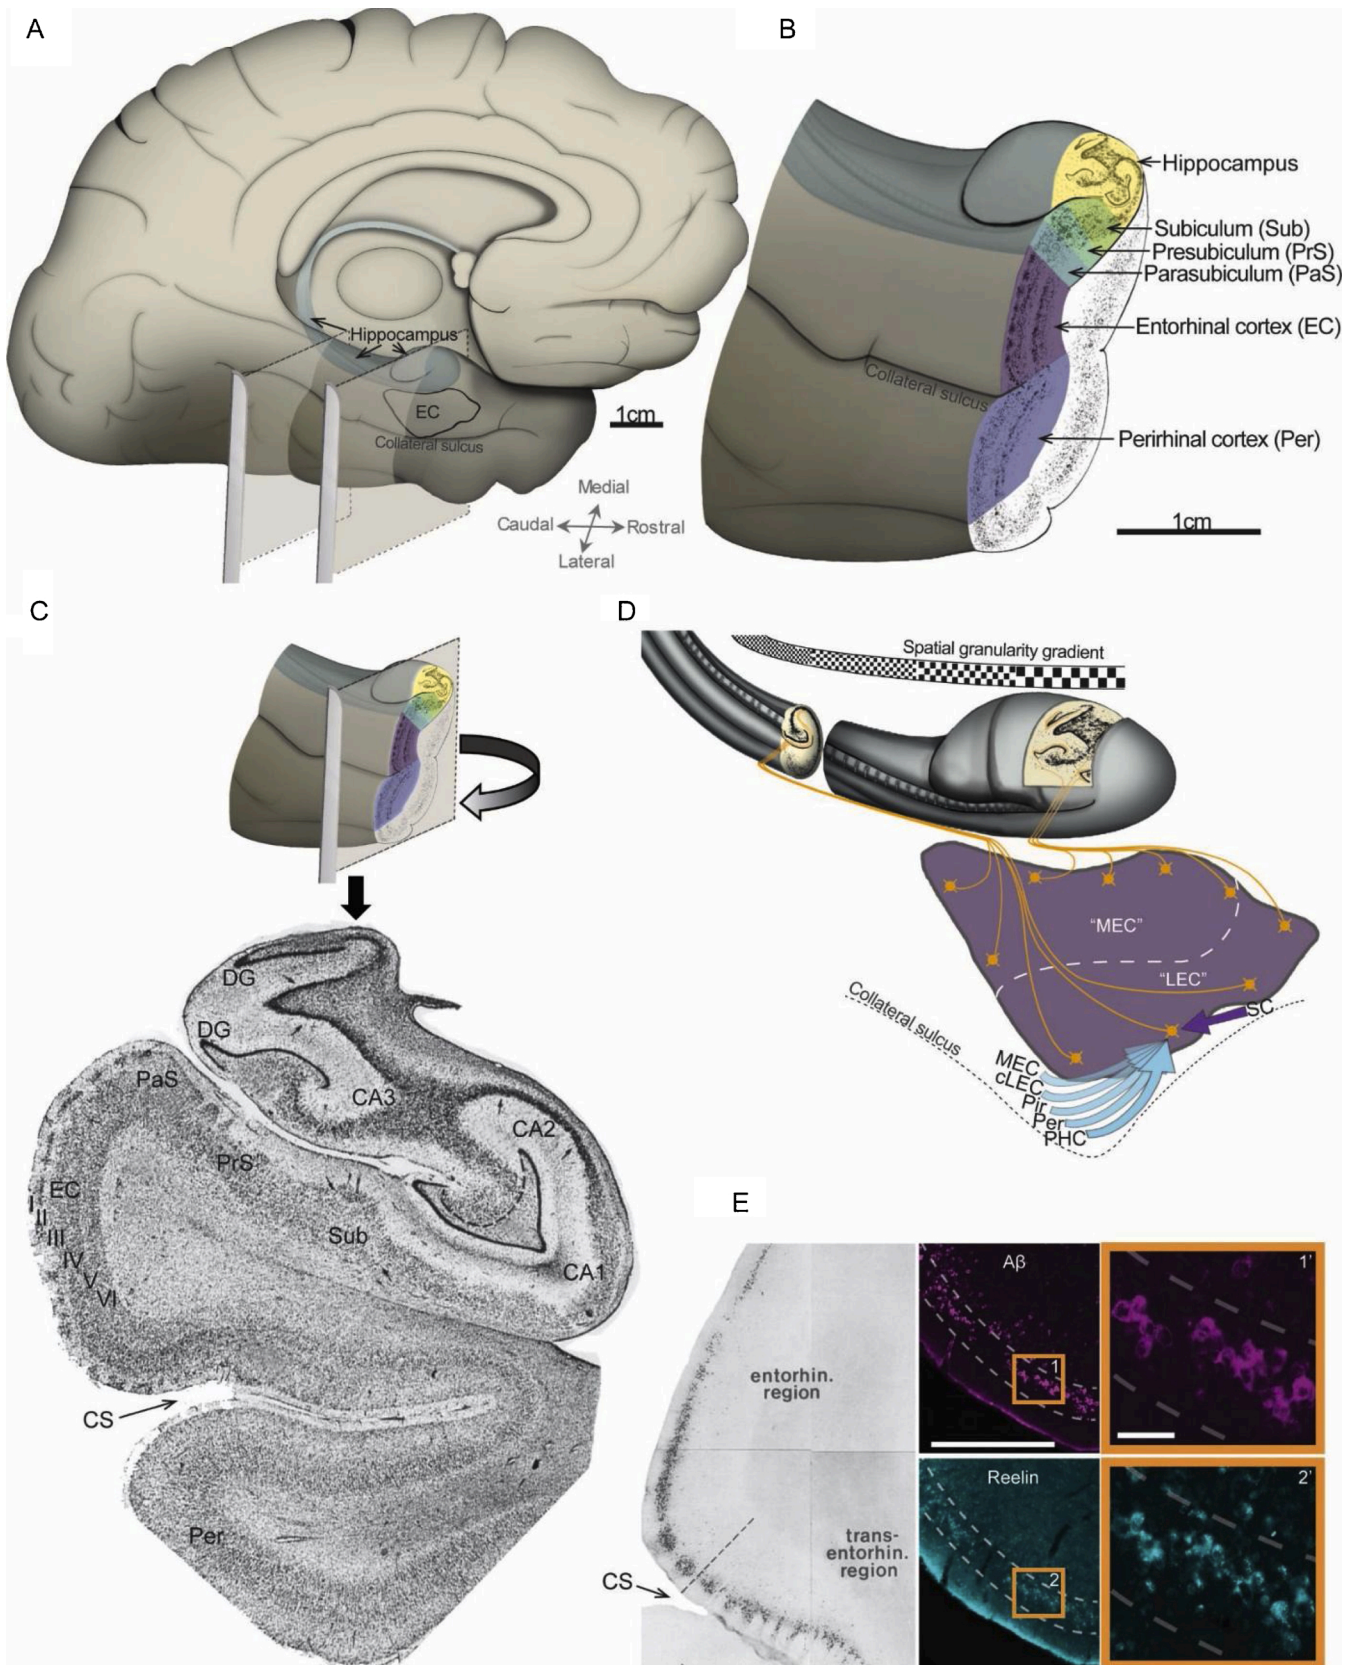 A
Hippocampus
EC
Collateral sulcus
1cm
Medial
Caudal
Rostral
Lateral
B
Hippocampus
Subiculum (Sub)
Presubiculum (PrS)
Parasubiculum (PaS)
Entorhinal cortex (EC)
Collateral sulcus
Perirhinal cortex (Per)
1cm
C
DG
DG
PaS
CA3
CA2
PrS
EC
I
II
III
IV
V
VI
Sub
CA1
CS
Per
D
Spatial granularity gradient
"MEC"
"LEC"
Collateral sulcus
SC
MEC
cLEC
Pir
Per
PHC
E
entorhin.
region
trans-
entorhin.
region
CS
Aβ
1
1'
Reelin
2
2'